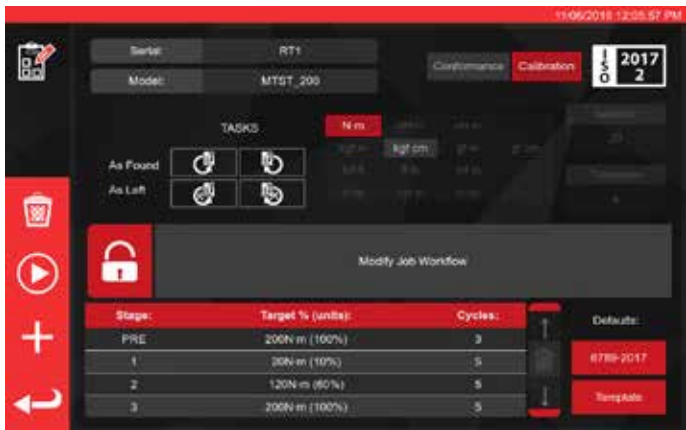 11/06/2018 12:05:57 PM
Serial: RT1
Model: MTST_200
Conformance Calibration
ISO 2017 2
TASKS
N·m
kgf·cm
As Found
As Left
Modify Job Workflow
Stage: Target % (units): Cycles:
PRE 200N·m (100%) 3
1 20N·m (10%) 5
2 120N·m (60%) 5
3 200N·m (100%) 5
Defaults:
6789-2017
Template